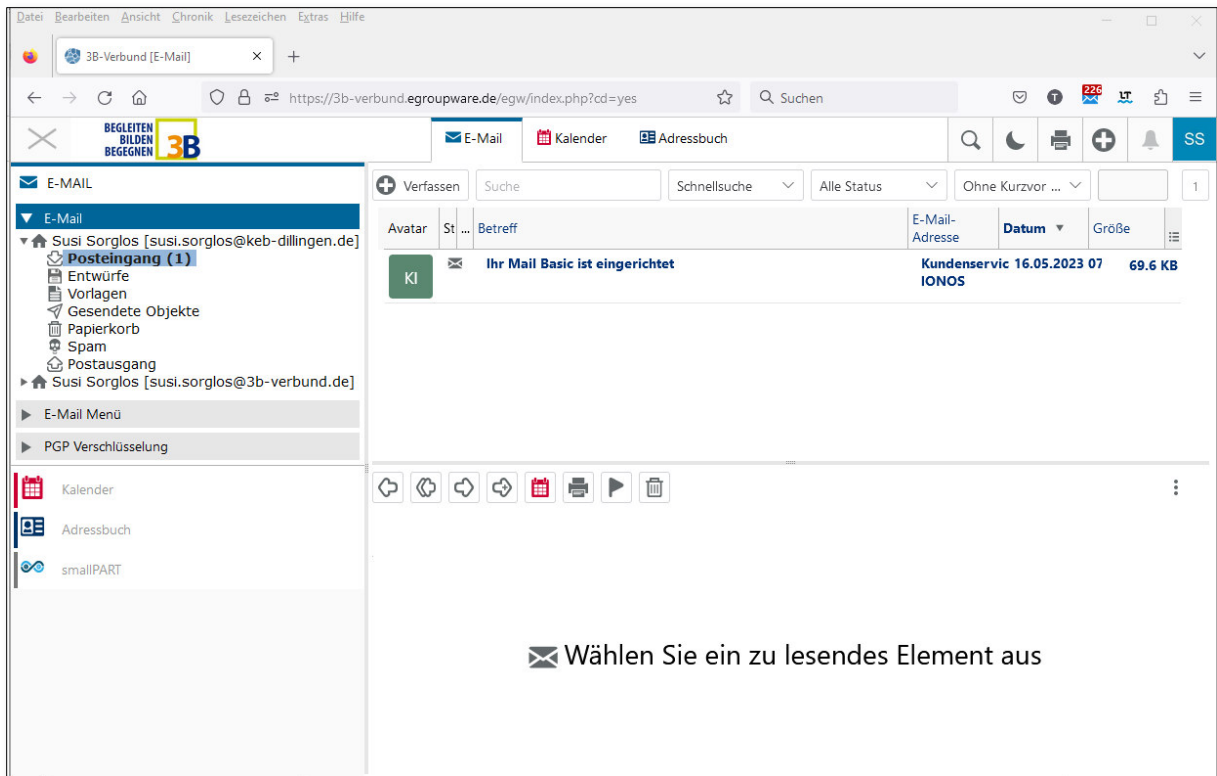 Datei Bearbeiten Ansicht Chronik Lesezeichen Extras Hilfe
3B-Verbund [E-Mail]
https://3b-verbund.egroupware.de/egw/index.php?cd=yes
Suchen
T
226
LT
BEGLEITEN
BILDEN
BEGEGNEN
3B
E-Mail Kalender Adressbuch
SS
E-MAIL
E-Mail
Susi Sorglos [susi.sorglos@keb-dillingen.de]
Posteingang (1)
Entwürfe
Vorlagen
Gesendete Objekte
Papierkorb
Spam
Postausgang
Susi Sorglos [susi.sorglos@3b-verbund.de]
E-Mail Menü
PGP Verschlüsselung
Kalender
Adressbuch
smallPART
Verfassen Suche Schnellsuche Alle Status Ohne Kurzvor ... 1
Avatar St ... Betreff E-Mail-
Adresse Datum Größe
KI Ihr Mail Basic ist eingerichtet Kundenservic 16.05.2023 07 69.6 KB
IONOS
Wählen Sie ein zu lesendes Element aus